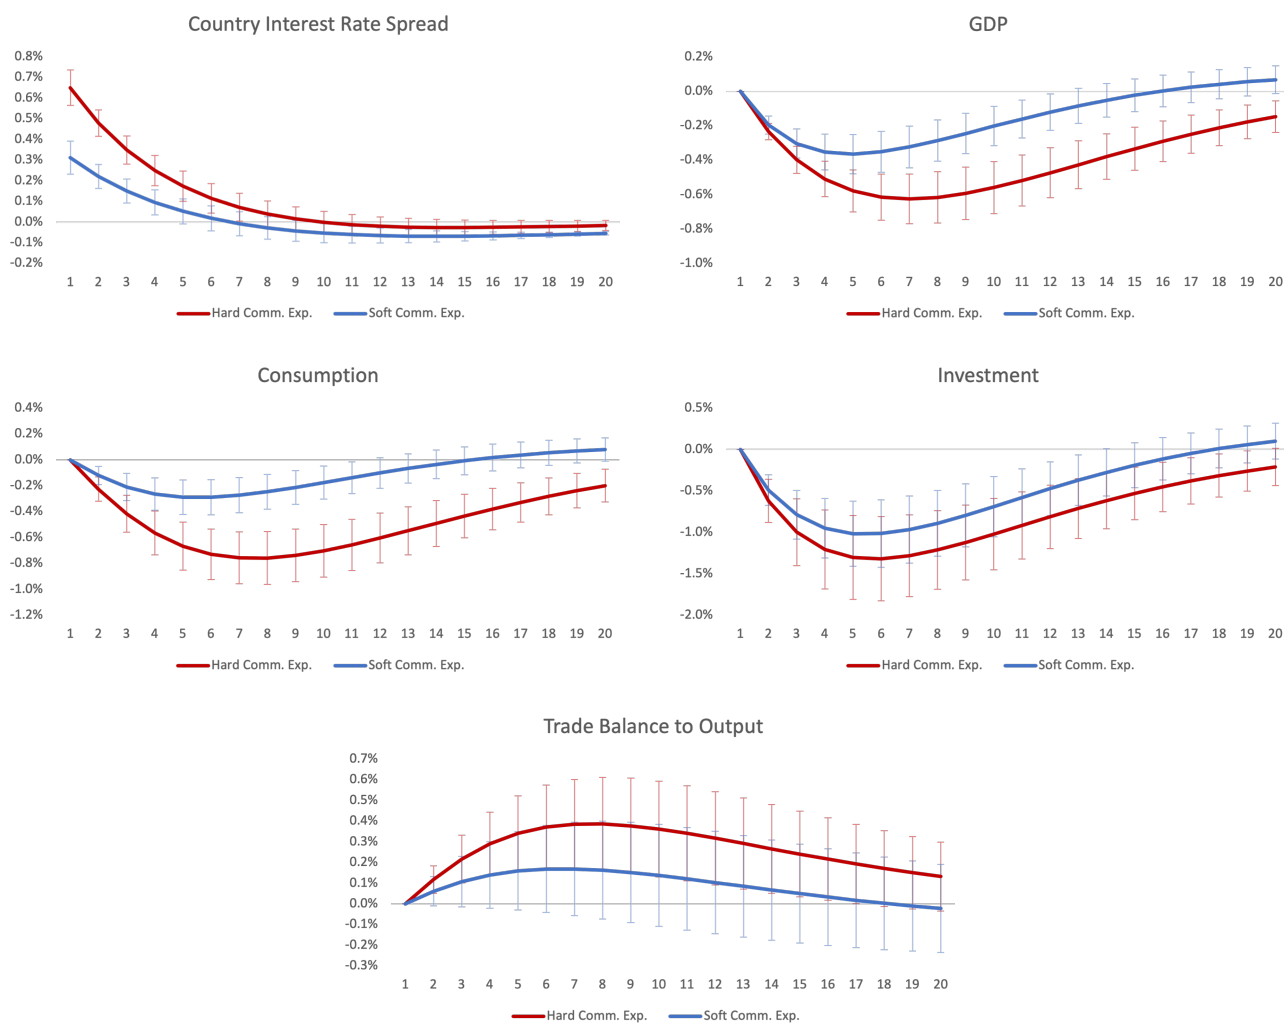 Country Interest Rate Spread
0.8%
0.7%
0.6%
0.5%
0.4%
0.3%
0.2%
0.1%
0.0%
-0.1%
-0.2%
1 2 3 4 5 6 7 8 9 10 11 12 13 14 15 16 17 18 19 20
Hard Comm. Exp. Soft Comm. Exp.
GDP
0.2%
0.0%
-0.2%
-0.4%
-0.6%
-0.8%
-1.0%
1 2 3 4 5 6 7 8 9 10 11 12 13 14 15 16 17 18 19 20
Hard Comm. Exp. Soft Comm. Exp.
Consumption
0.4%
0.2%
0.0%
-0.2%
-0.4%
-0.6%
-0.8%
-1.0%
-1.2%
1 2 3 4 5 6 7 8 9 10 11 12 13 14 15 16 17 18 19 20
Hard Comm. Exp. Soft Comm. Exp.
Investment
0.5%
0.0%
-0.5%
-1.0%
-1.5%
-2.0%
1 2 3 4 5 6 7 8 9 10 11 12 13 14 15 16 17 18 19 20
Hard Comm. Exp. Soft Comm. Exp.
Trade Balance to Output
0.7%
0.6%
0.5%
0.4%
0.3%
0.2%
0.1%
0.0%
-0.1%
-0.2%
-0.3%
1 2 3 4 5 6 7 8 9 10 11 12 13 14 15 16 17 18 19 20
Hard Comm. Exp. Soft Comm. Exp.